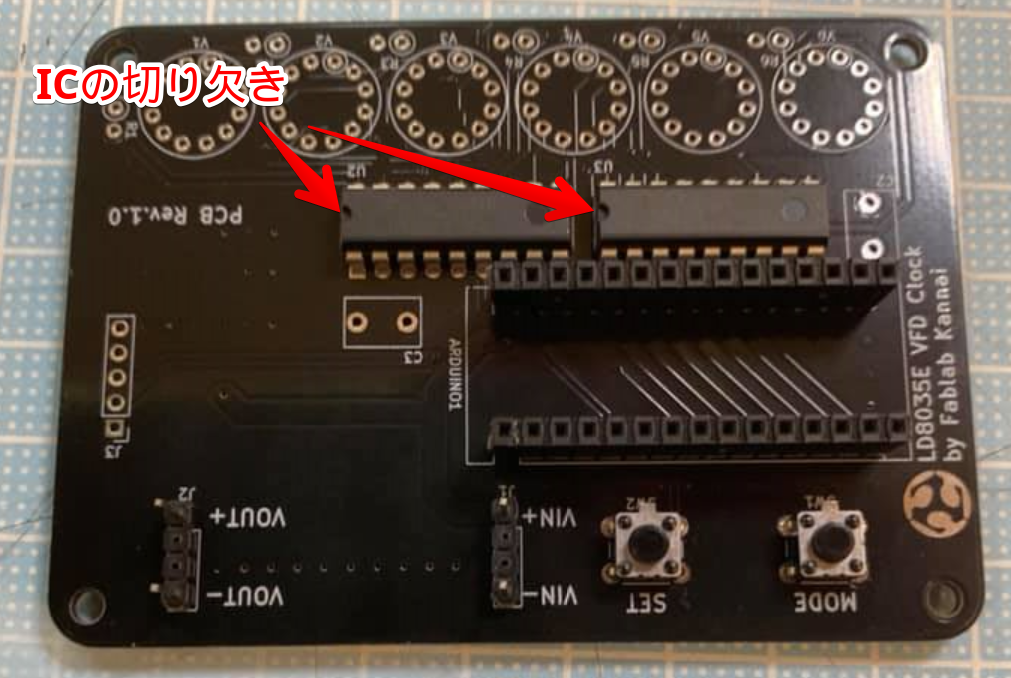 ICの切り欠き
V1
V2
V3
V4
V5
V6
R3
R4
R5
R6
U2
U3
C2
PCB Rev.1.0
C3
ARDUINO1
LD8035E VFD Clock
by Fablab Kannai
J3
J2
VOUT+
VOUT-
J1
VIN+
VIN-
SW2
SET
SW1
MODE